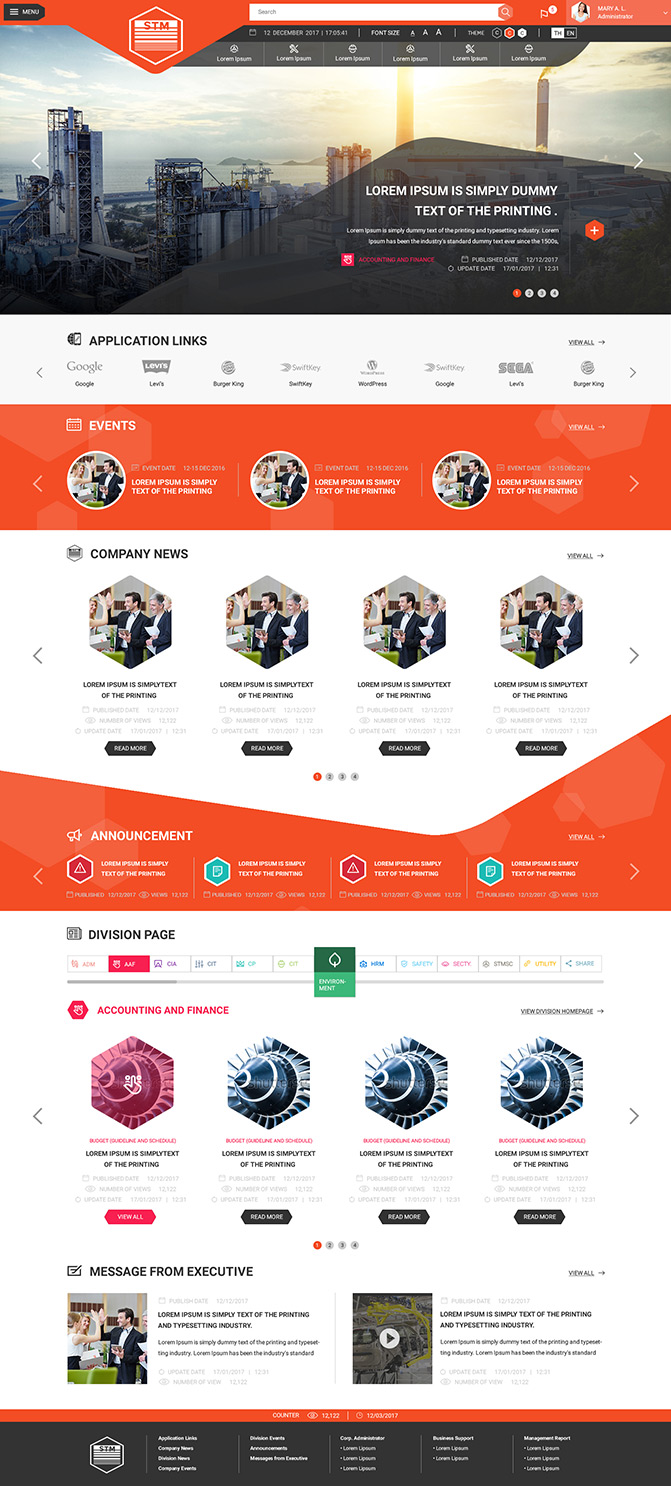 MENU
STM
Search
5
MARY A. L.
Administrator
12 DECEMBER 2017 | 17:05:41
FONT SIZE
A A A
THEME
C C C
TH EN
Lorem Ipsum
Lorem Ipsum
Lorem Ipsum
Lorem Ipsum
Lorem Ipsum
Lorem Ipsum
LOREM IPSUM IS SIMPLY DUMMY
TEXT OF THE PRINTING .
Lorem Ipsum is simply dummy text of the printing and typesetting industry. Lorem
Ipsum has been the industry's standard dummy text ever since the 1500s,
ACCOUNTING AND FINANCE
PUBLISHED DATE 12/12/2017
UPDATE DATE 17/01/2017 | 12:31
1 2 3 4
APPLICATION LINKS
VIEW ALL
Google
LEVI'S
SwiftKey
WORDPRESS
SwiftKey
SEGA
Google
Levi's
Burger King
SwiftKey
WordPress
Google
Levi's
Burger King
EVENTS
VIEW ALL
EVENT DATE 12-15 DEC 2016
LOREM IPSUM IS SIMPLY
TEXT OF THE PRINTING
EVENT DATE 12-15 DEC 2016
LOREM IPSUM IS SIMPLY
TEXT OF THE PRINTING
EVENT DATE 12-15 DEC 2016
LOREM IPSUM IS SIMPLY
TEXT OF THE PRINTING
STM
COMPANY NEWS
VIEW ALL
LOREM IPSUM IS SIMPLYTEXT
OF THE PRINTING
PUBLISHED DATE 12/12/2017
NUMBER OF VIEWS 12,122
UPDATE DATE 17/01/2017 | 12:31
READ MORE
LOREM IPSUM IS SIMPLYTEXT
OF THE PRINTING
PUBLISHED DATE 12/12/2017
NUMBER OF VIEWS 12,122
UPDATE DATE 17/01/2017 | 12:31
READ MORE
LOREM IPSUM IS SIMPLYTEXT
OF THE PRINTING
PUBLISHED DATE 12/12/2017
NUMBER OF VIEWS 12,122
UPDATE DATE 17/01/2017 | 12:31
READ MORE
LOREM IPSUM IS SIMPLYTEXT
OF THE PRINTING
PUBLISHED DATE 12/12/2017
NUMBER OF VIEWS 12,122
UPDATE DATE 17/01/2017 | 12:31
READ MORE
1 2 3 4
ANNOUNCEMENT
VIEW ALL
LOREM IPSUM IS SIMPLY
TEXT OF THE PRINTING
PUBLISHED 12/12/2017 VIEWS 12,122
LOREM IPSUM IS SIMPLY
TEXT OF THE PRINTING
PUBLISHED 12/12/2017 VIEWS 12,122
LOREM IPSUM IS SIMPLY
TEXT OF THE PRINTING
PUBLISHED 12/12/2017 VIEWS 12,122
LOREM IPSUM IS SIMPLY
TEXT OF THE PRINTING
PUBLISHED 12/12/2017 VIEWS 12,122
DIVISION PAGE
ADM
AAF
CIA
CIT
CP
CIT
ENVIRON-
MENT
HRM
SAFETY
SECTY.
STMSC
UTILITY
SHARE
ACCOUNTING AND FINANCE
VIEW DIVISION HOMEPAGE
BUDGET (GUIDELINE AND SCHEDULE)
LOREM IPSUM IS SIMPLYTEXT
OF THE PRINTING
PUBLISHED DATE 12/12/2017
NUMBER OF VIEWS 12,122
UPDATE DATE 17/01/2017 | 12:31
VIEW ALL
BUDGET (GUIDELINE AND SCHEDULE)
LOREM IPSUM IS SIMPLYTEXT
OF THE PRINTING
PUBLISHED DATE 12/12/2017
NUMBER OF VIEWS 12,122
UPDATE DATE 17/01/2017 | 12:31
READ MORE
BUDGET (GUIDELINE AND SCHEDULE)
LOREM IPSUM IS SIMPLYTEXT
OF THE PRINTING
PUBLISHED DATE 12/12/2017
NUMBER OF VIEWS 12,122
UPDATE DATE 17/01/2017 | 12:31
READ MORE
BUDGET (GUIDELINE AND SCHEDULE)
LOREM IPSUM IS SIMPLYTEXT
OF THE PRINTING
PUBLISHED DATE 12/12/2017
NUMBER OF VIEWS 12,122
UPDATE DATE 17/01/2017 | 12:31
READ MORE
1 2 3 4
MESSAGE FROM EXECUTIVE
VIEW ALL
PUBLISH DATE 12/12/2017
LOREM IPSUM IS SIMPLY TEXT OF THE PRINTING
AND TYPESETTING INDUSTRY.
Lorem Ipsum is simply dummy text of the printing and typeset-
ting industry. Lorem Ipsum has been the industry's standard
UPDATE DATE 17/01/2017 | 12:31
NUMBER OF VIEW 12,122
PUBLISH DATE 12/12/2017
LOREM IPSUM IS SIMPLY TEXT OF THE PRINTING
AND TYPESETTING INDUSTRY.
Lorem Ipsum is simply dummy text of the printing and typeset-
ting industry. Lorem Ipsum has been the industry's standard
UPDATE DATE 17/01/2017 | 12:31
NUMBER OF VIEW 12,122
COUNTER 12,122 | 12/03/2017
STM
Application Links
Company News
Division News
Company Events
Division Events
Announcements
Messages from Executive
Corp. Administrator
• Lorem Lipsum
• Lorem Lipsum
• Lorem Lipsum
Business Support
• Lorem Lipsum
• Lorem Lipsum
Management Report
• Lorem Lipsum
• Lorem Lipsum
• Lorem Lipsum